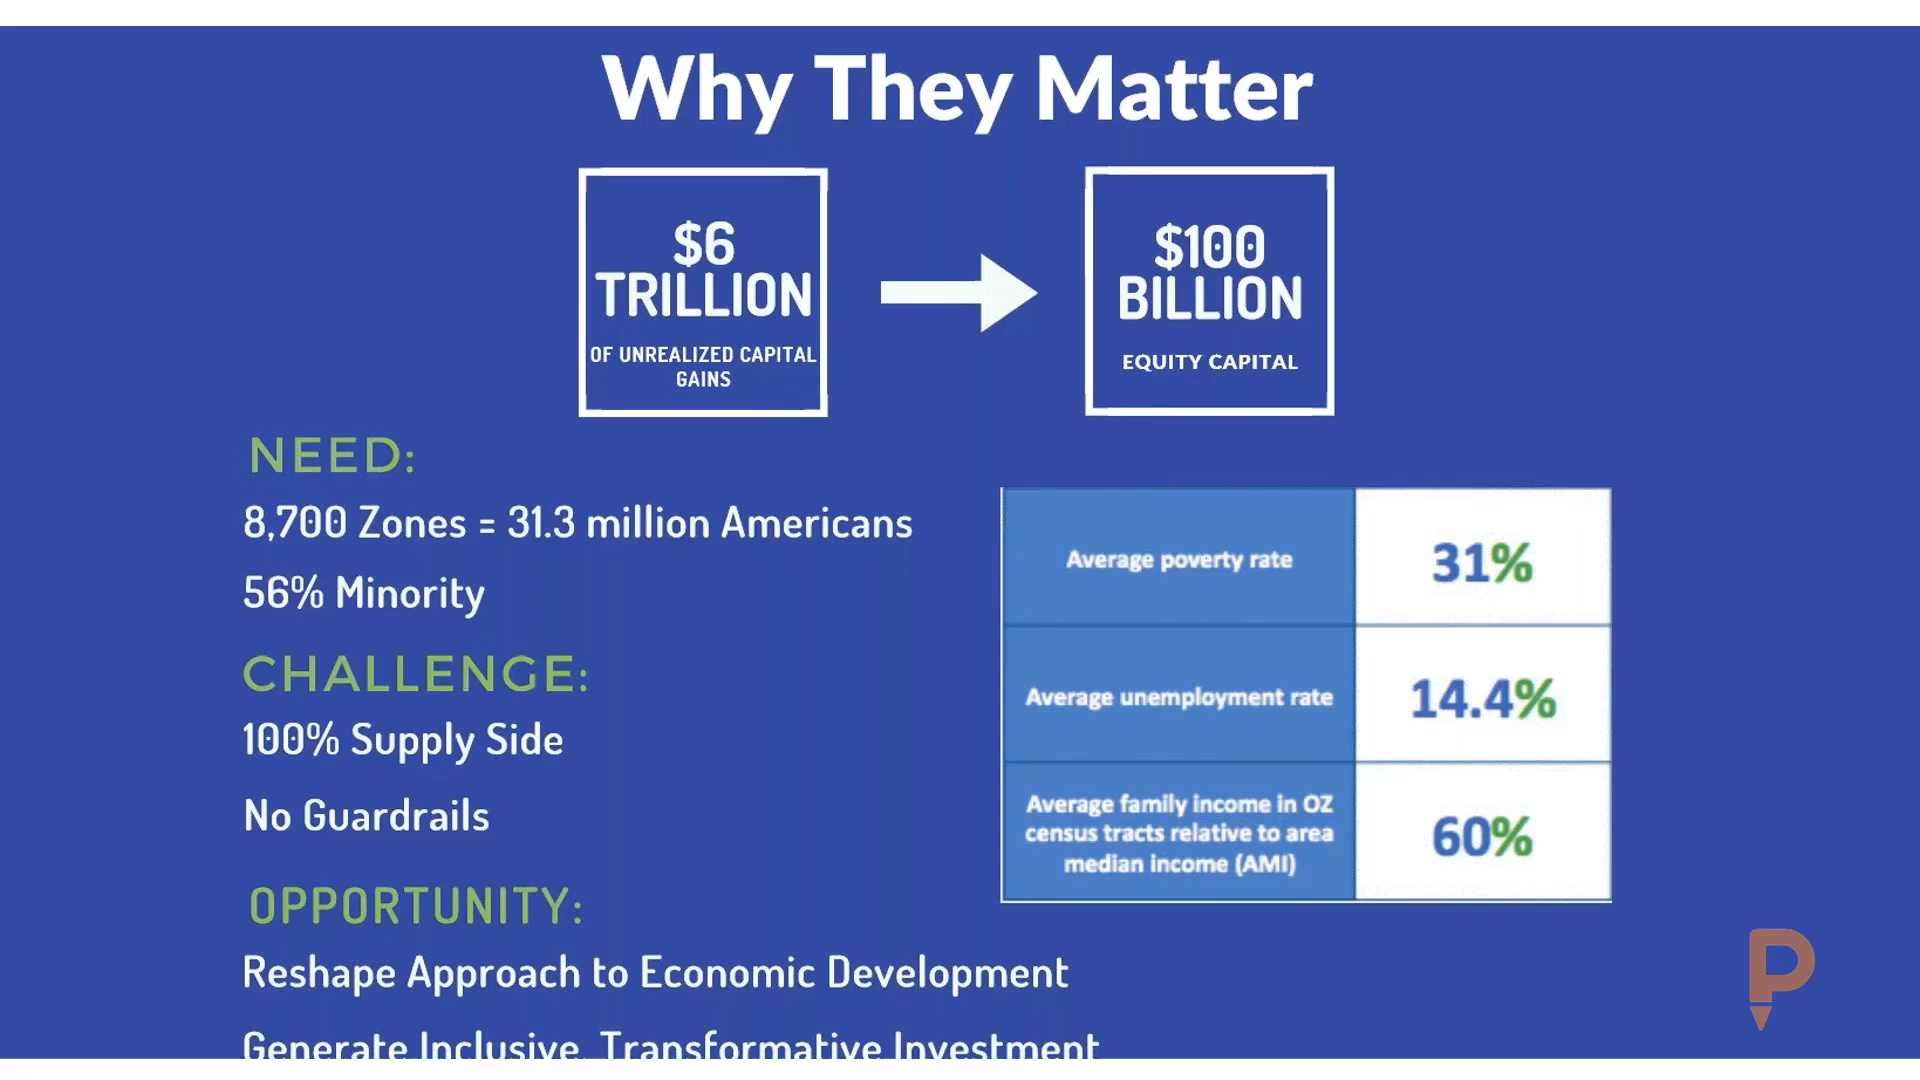 Why They Matter
$6
TRILLION
OF UNREALIZED CAPITAL
GAINS
$100
BILLION
EQUITY CAPITAL
NEED:
8,700 Zones = 31.3 million Americans
56% Minority
CHALLENGE:
100% Supply Side
No Guardrails
OPPORTUNITY:
Reshape Approach to Economic Development
Generate Inclusive, Transformative Investment
Average poverty rate
31%
Average unemployment rate
14.4%
Average family income in OZ
census tracts relative to area
median income (AMI)
60%
P